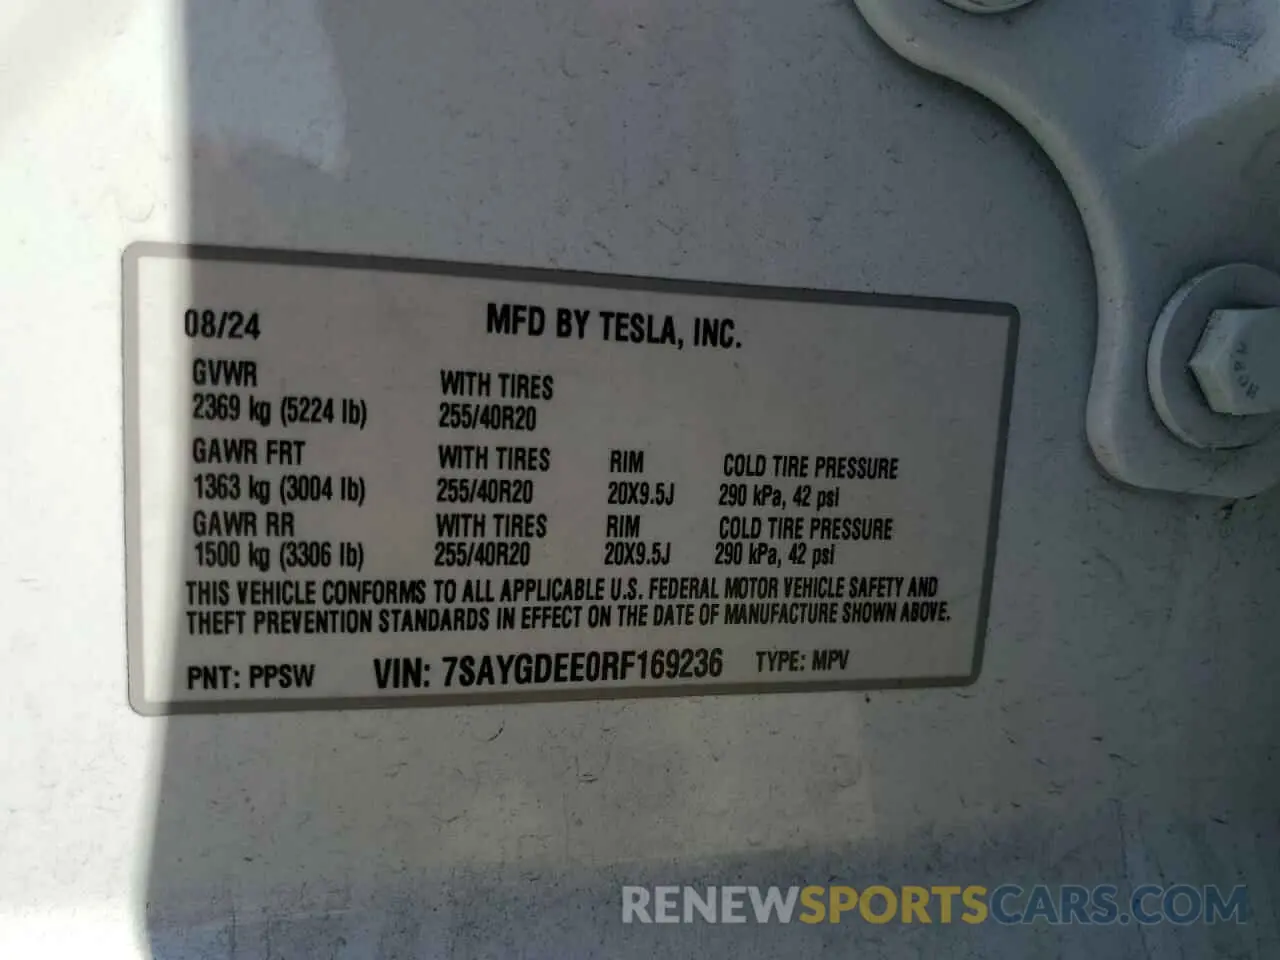 08/24 MFD BY TESLA, INC.
GVWR WITH TIRES
2369 kg (5224 lb) 255/40R20
GAWR FRT WITH TIRES RIM COLD TIRE PRESSURE
1363 kg (3004 lb) 255/40R20 20X9.5J 290 kPa, 42 psi
GAWR RR WITH TIRES RIM COLD TIRE PRESSURE
1500 kg (3306 lb) 255/40R20 20X9.5J 290 kPa, 42 psi
THIS VEHICLE CONFORMS TO ALL APPLICABLE U.S. FEDERAL MOTOR VEHICLE SAFETY AND
THEFT PREVENTION STANDARDS IN EFFECT ON THE DATE OF MANUFACTURE SHOWN ABOVE.
PNT: PPSW VIN: 7SAYGDEE0RF169236 TYPE: MPV
RENEWSPORTSCARS.COM